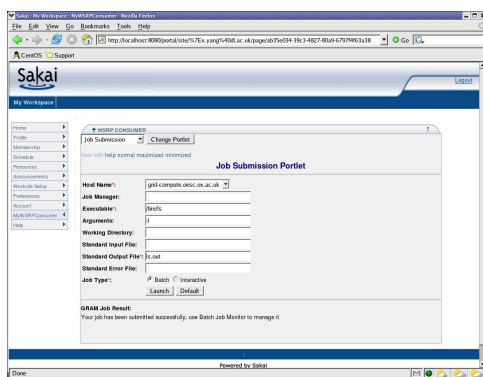 Sakai : My Workspace : MyWSRPConsumer - Mozilla Firefox
File Edit View Go Bookmarks Tools Help
http://localhost:8080/portal/site/%7Ex.yang%40dl.ac.uk/page/ab35e034-39c3-4827-80a9-6797f4f63a38 Go
CentOS Support
Sakai
Logout
My Workspace
Home
Profile
Membership
Schedule
Resources
Announcements
Worksite Setup
Preferences
Account
MyWSRPConsumer
Help
WSRP CONSUMER ?
Job Submission Change Portlet
view edit help normal maximized minimized
Job Submission Portlet
Host Name*: grid-compute.oesc.ox.ac.uk
Job Manager:
Executable*: /bin/ls
Arguments: -l
Working Directory:
Standard Input File:
Standard Output File*: ls.out
Standard Error File:
Job Type*: Batch Interactive
Launch Default
GRAM Job Result:
Your job has been submitted successfully, use Batch Job Monitor to manage it
Powered by Sakai
Done